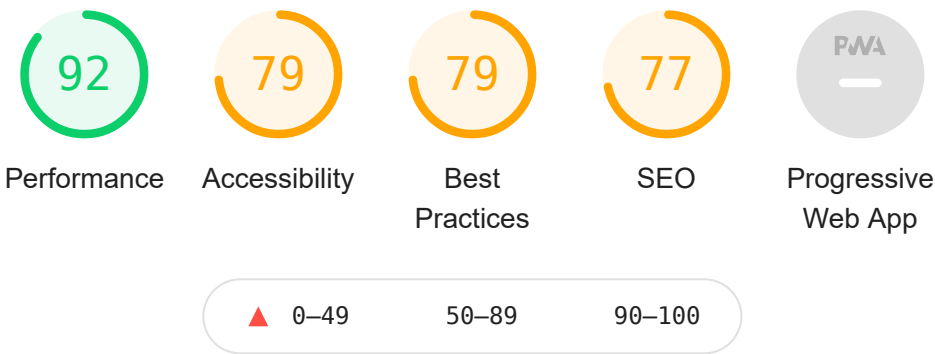 92 79 79 77 PWA
Performance Accessibility Best SEO Progressive
Practices Web App
0–49 50–89 90–100